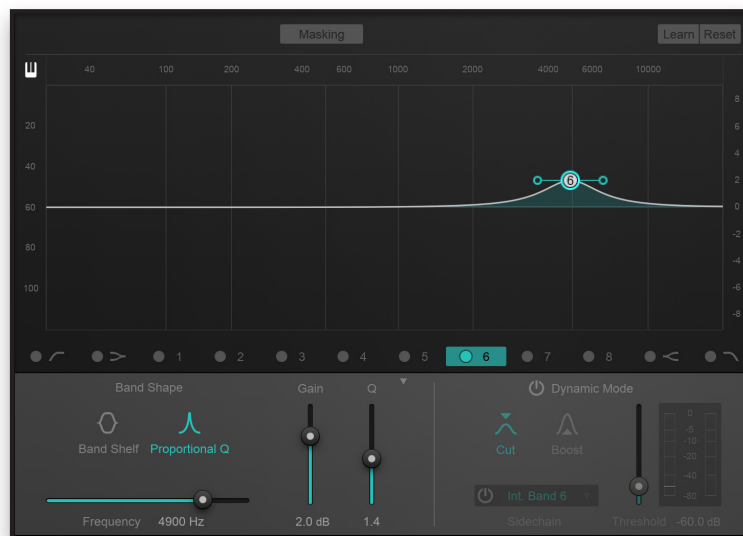 Masking Learn Reset
40 100 200 400 600 1000 2000 4000 6000 10000
8
20 6
40 4
6 2
60 0
80 -2
-4
100 -6
-8
1 2 3 4 5 6 7 8
Band Shape Gain Q Dynamic Mode
0
-5
-10
Band Shelf Proportional Q Cut Boost
-20
-40
Int. Band 6 -80
Frequency 4900 Hz 2.0 dB 1.4 Sidechain Threshold -60.0 dB